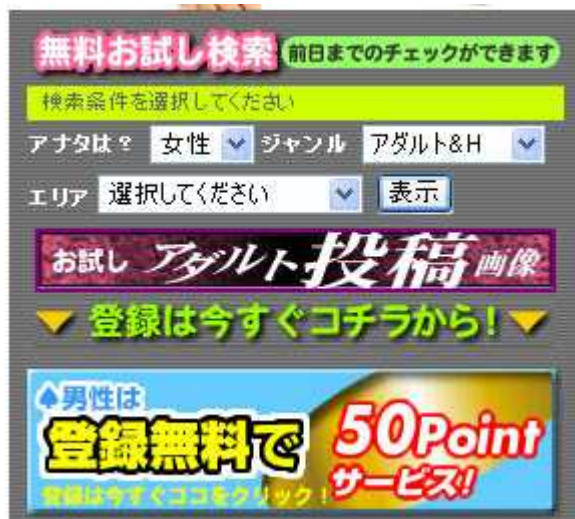 無料お試し検索 前日までのチェックができます
検索条件を選択してください
アナタは? 女性 ジャンル アダルト&H
エリア 選択してください 表示
お試し アダルト投稿画像
登録は今すぐコチラから!
♠男性は
登録無料で 50Point
サービス!
登録は今すぐココをクリック!